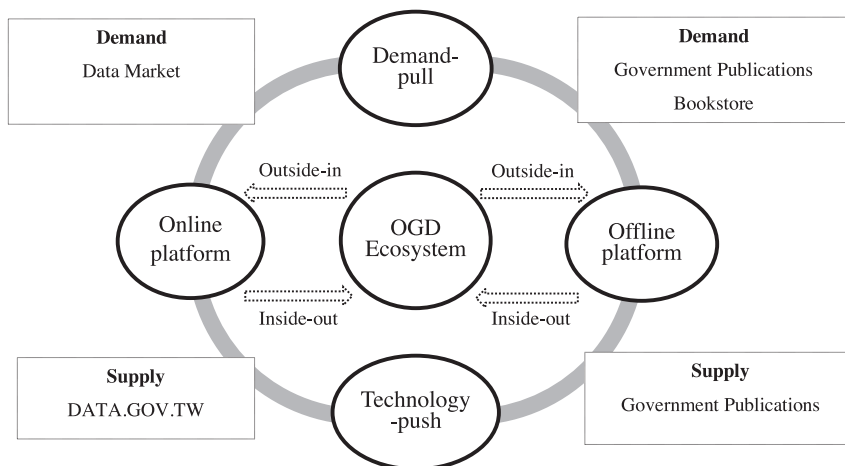 Demand
Data Market
Demand-
pull
Demand
Government Publications
Bookstore
Outside-in
Outside-in
Online
platform
OGD
Ecosystem
Offline
platform
Inside-out
Inside-out
Supply
DATA.GOV.TW
Technology
-push
Supply
Government Publications